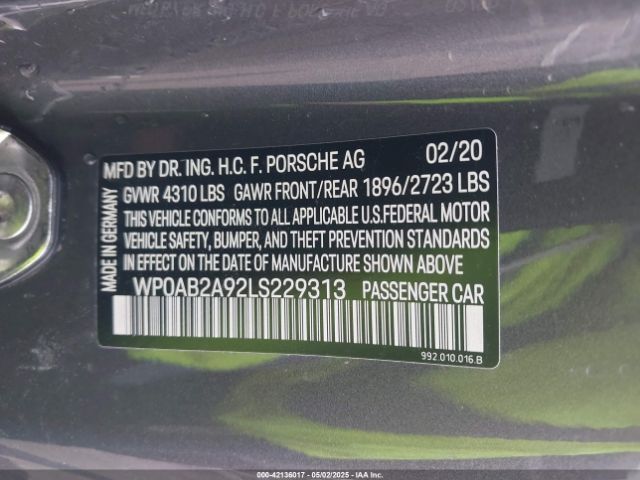 MFD BY DR. ING. H.C. F. PORSCHE AG 02/20
GVWR 4310 LBS GAWR FRONT/REAR 1896/2723 LBS
THIS VEHICLE CONFORMS TO ALL APPLICABLE U.S.FEDERAL MOTOR
VEHICLE SAFETY, BUMPER, AND THEFT PREVENTION STANDARDS
IN EFFECT ON THE DATE OF MANUFACTURE SHOWN ABOVE
WP0AB2A92LS229313 PASSENGER CAR
MADE IN GERMANY
992.010.016.B
000-42136017 - 05/02/2025 - IAAI.COM